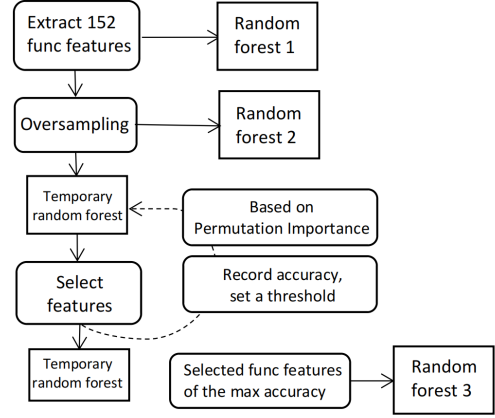 Extract 152
func features
Random
forest 1
Oversampling
Random
forest 2
Temporary
random forest
Based on
Permutation Importance
Select
features
Record accuracy,
set a threshold
Temporary
random forest
Selected func features
of the max accuracy
Random
forest 3